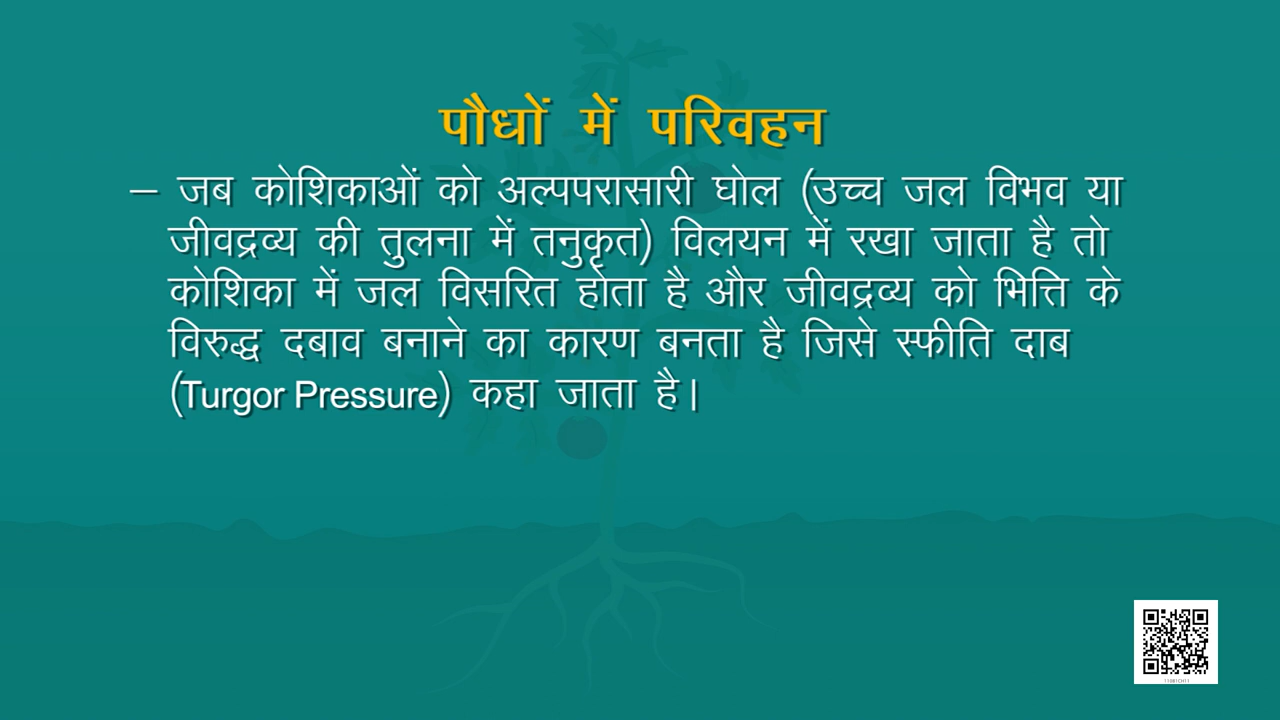 पौधों में परिवहन
– जब कोशिकाओं को अल्पपरासारी घोल (उच्च जल विभव या
जीवद्रव्य की तुलना में तनुकृत) विलयन में रखा जाता है तो
कोशिका में जल विसरित होता है और जीवद्रव्य को भित्ति के
विरुद्ध दबाव बनाने का कारण बनता है जिसे स्फीति दाब
(Turgor Pressure) कहा जाता है।